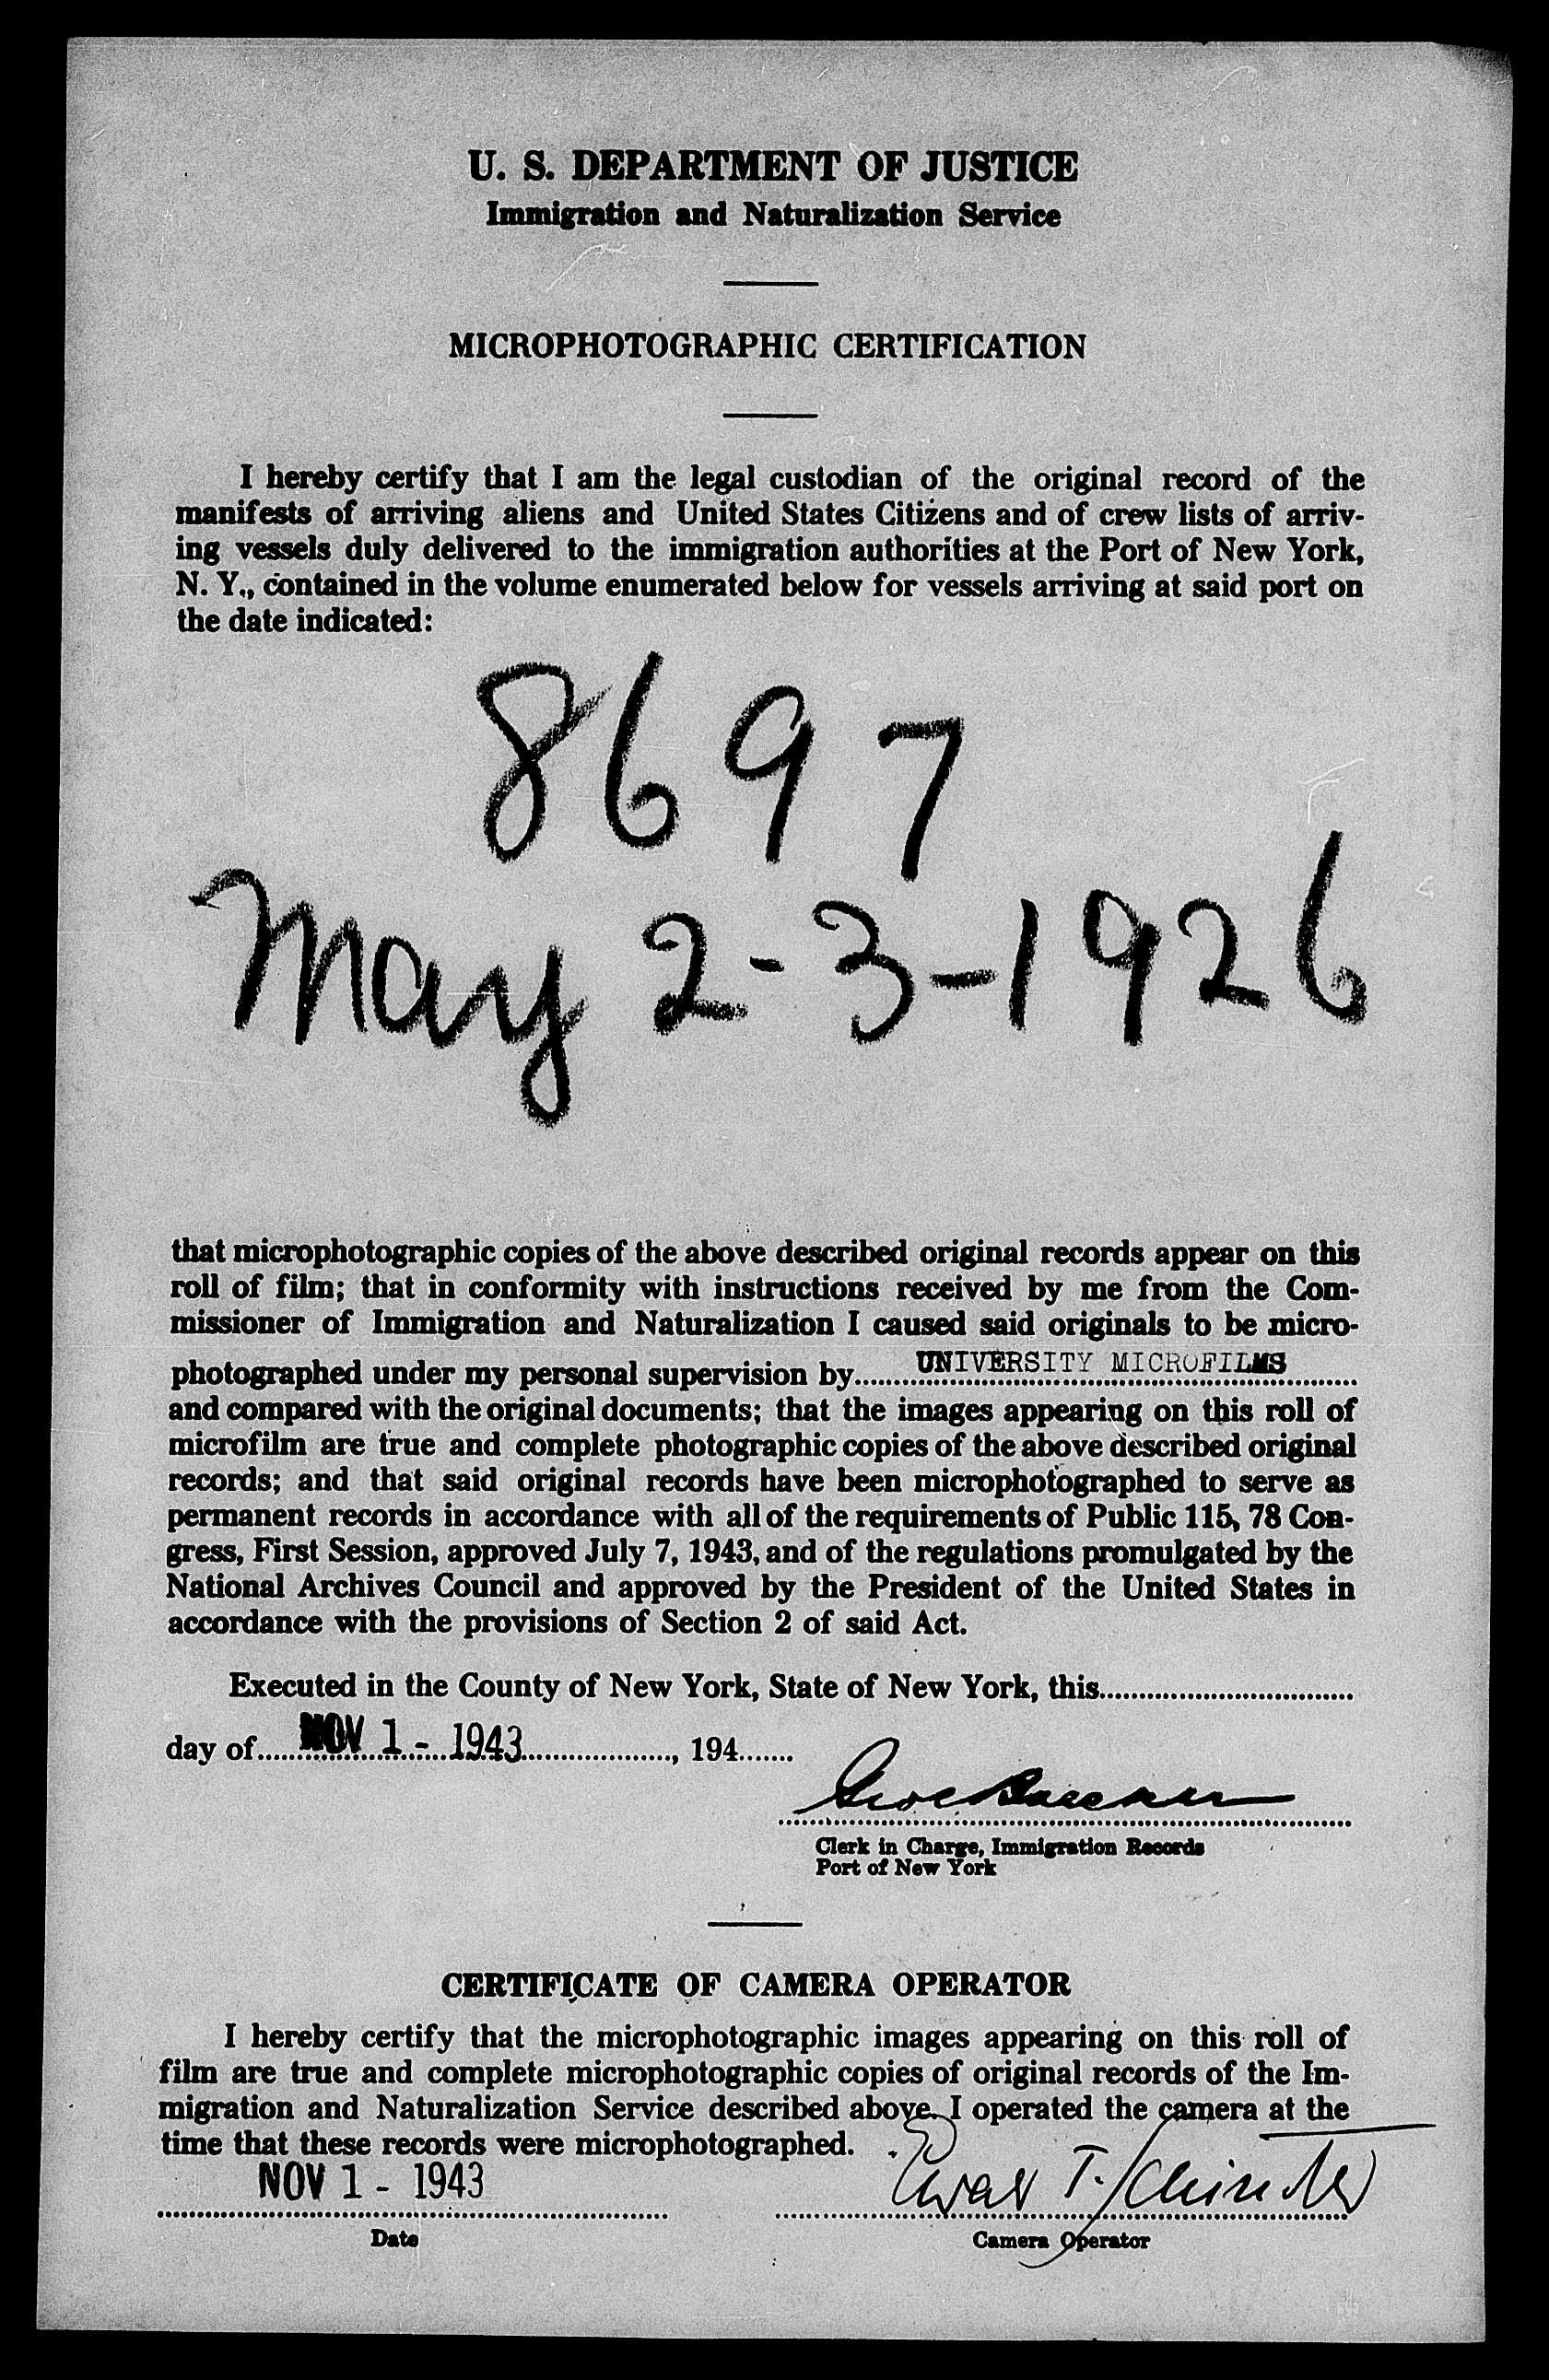 U. S. DEPARTMENT OF JUSTICE
Immigration and Naturalization Service
MICROPHOTOGRAPHIC CERTIFICATION
I hereby certify that I am the legal custodian of the original record of the
manifests of arriving aliens and United States Citizens and of crew lists of arriv-
ing vessels duly delivered to the immigration authorities at the Port of New York,
N. Y., contained in the volume enumerated below for vessels arriving at said port on
the date indicated:
8697
May 2-3-1926
that microphotographic copies of the above described original records appear on this
roll of film; that in conformity with instructions received by me from the Com-
missioner of Immigration and Naturalization I caused said originals to be micro-
photographed under my personal supervision by UNIVERSITY MICROFILMS
and compared with the original documents; that the images appearing on this roll of
microfilm are true and complete photographic copies of the above described original
records; and that said original records have been microphotographed to serve as
permanent records in accordance with all of the requirements of Public 115, 78 Con-
gress, First Session, approved July 7, 1943, and of the regulations promulgated by the
National Archives Council and approved by the President of the United States in
accordance with the provisions of Section 2 of said Act.
Executed in the County of New York, State of New York, this
day of NOV 1 - 1943, 194
Clerk in Charge, Immigration Records
Port of New York
CERTIFICATE OF CAMERA OPERATOR
I hereby certify that the microphotographic images appearing on this roll of
film are true and complete microphotographic copies of original records of the Im-
migration and Naturalization Service described above. I operated the camera at the
time that these records were microphotographed.
NOV 1 - 1943
T.
Date
Camera Operator